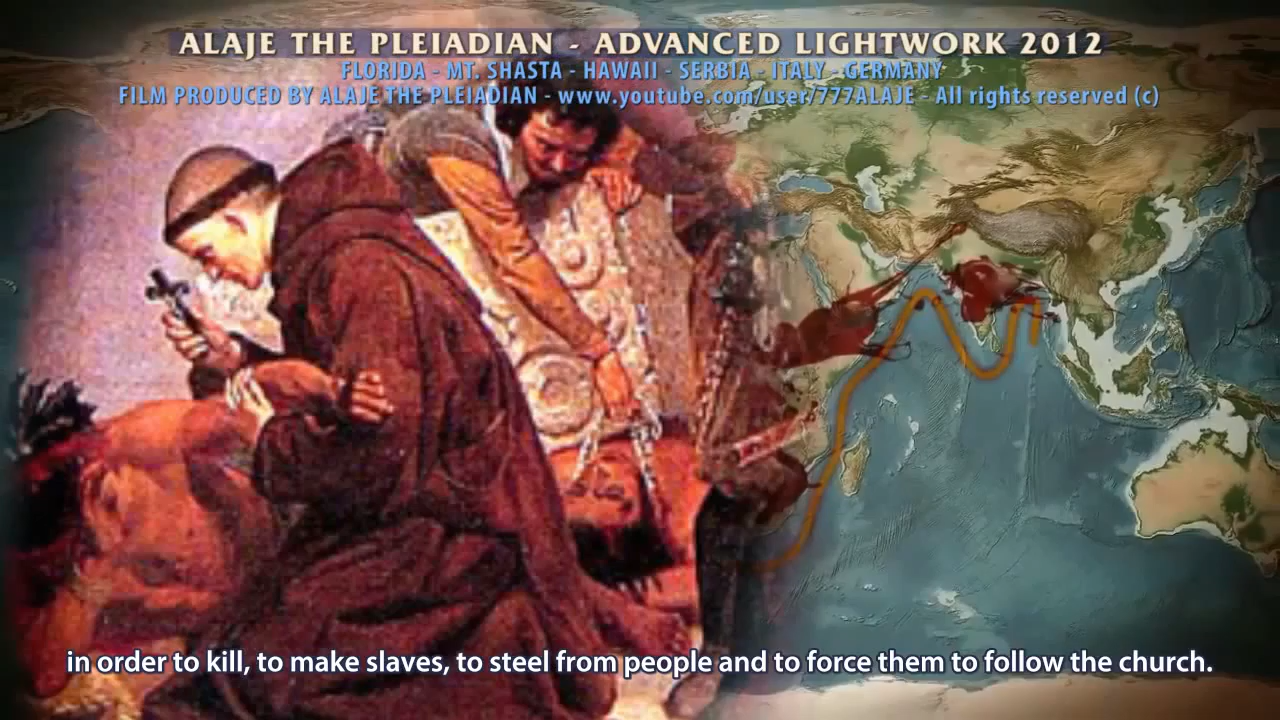 ALAJE THE PLEIADIAN - ADVANCED LIGHTWORK 2012
FLORIDA - MT. SHASTA - HAWAII - SERBIA - ITALY - GERMANY
FILM PRODUCED BY ALAJE THE PLEIADIAN - www.youtube.com/user/777ALAJE - All rights reserved (c)
in order to kill, to make slaves, to steel from people and to force them to follow the church.